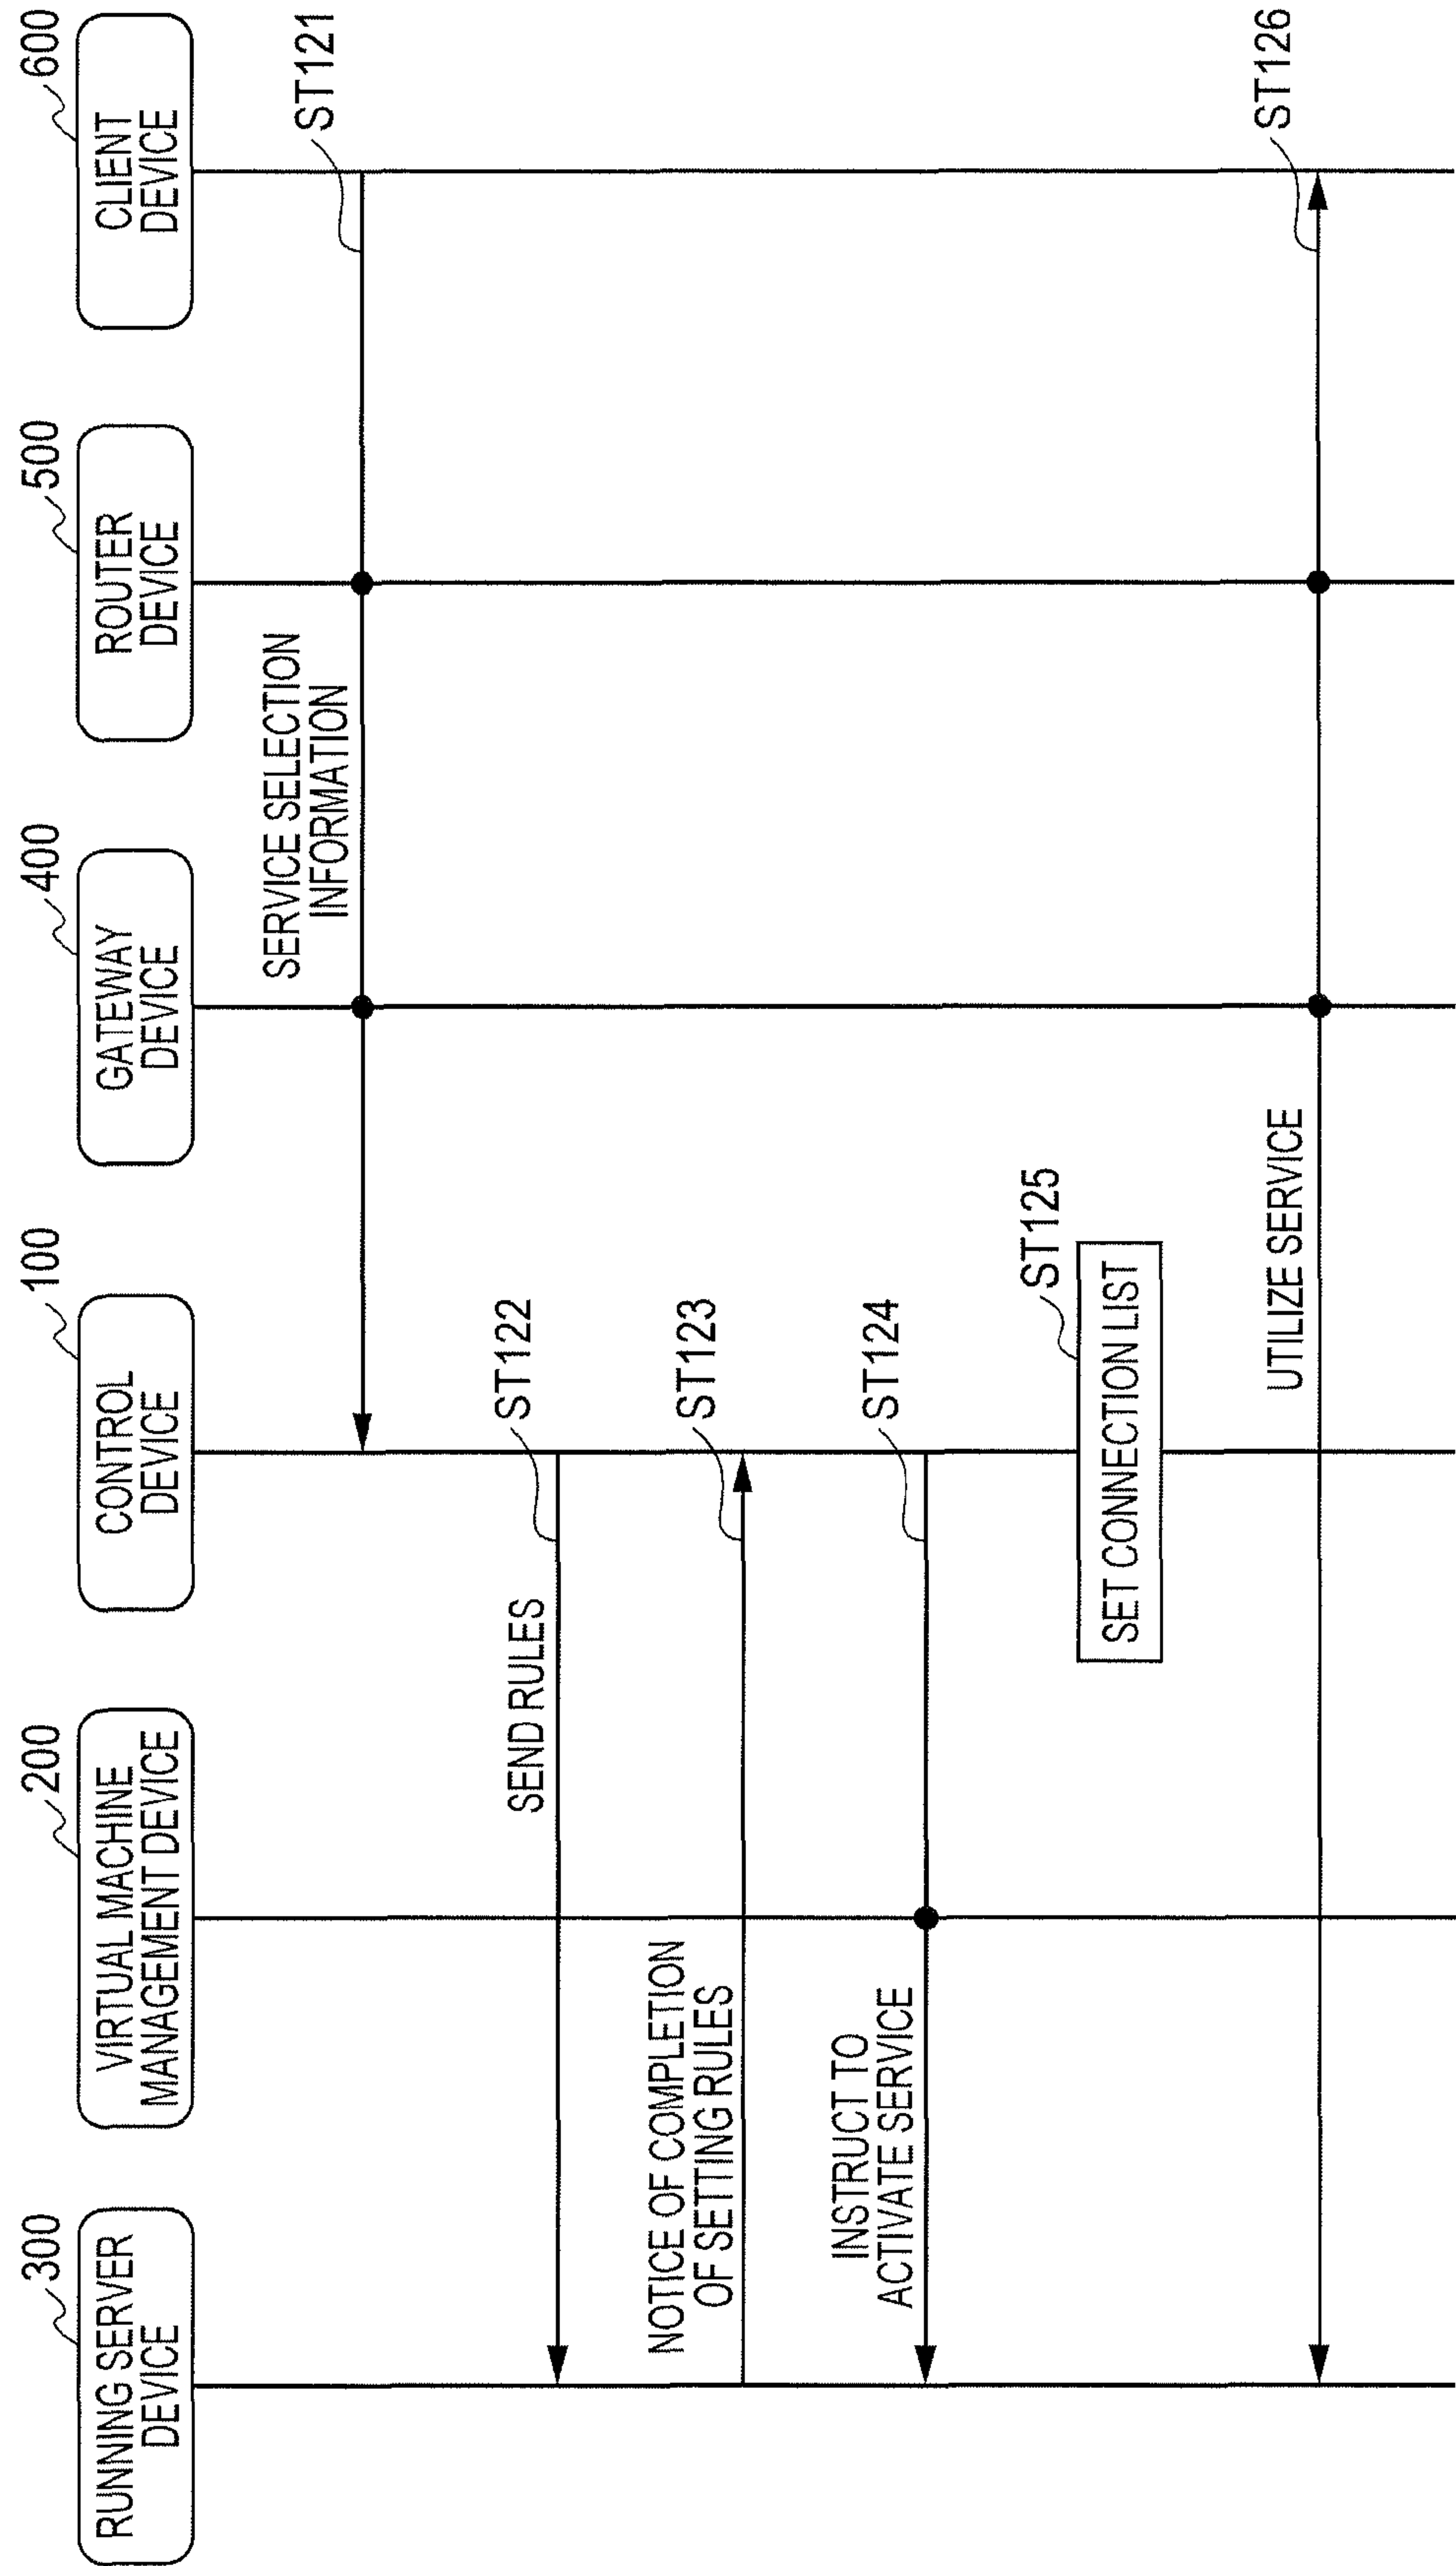 300
RUNNING SERVER
DEVICE
200
VIRTUAL MACHINE
MANAGEMENT DEVICE
100
CONTROL
DEVICE
400
GATEWAY
DEVICE
500
ROUTER
DEVICE
600
CLIENT
DEVICE
ST121
SERVICE SELECTION
INFORMATION
ST122
SEND RULES
ST123
NOTICE OF COMPLETION
OF SETTING RULES
ST124
INSTRUCT TO
ACTIVATE SERVICE
ST125
SET CONNECTION LIST
UTILIZE SERVICE
ST126